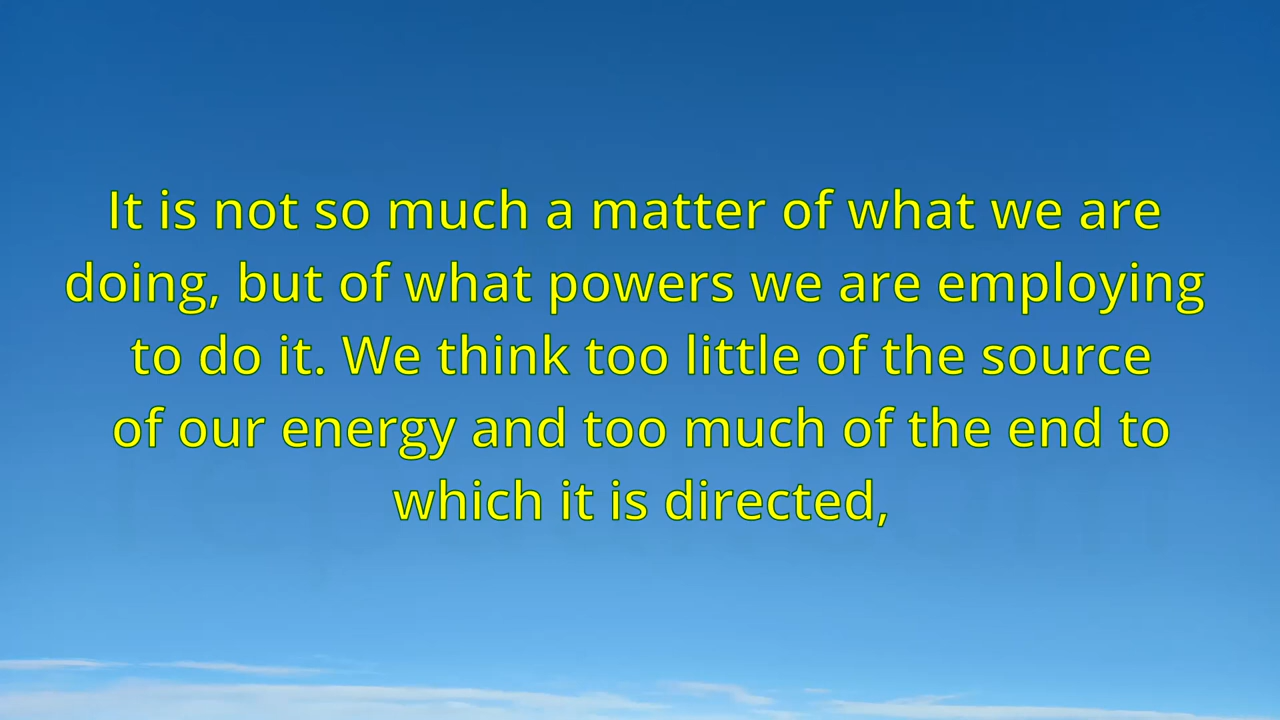 It is not so much a matter of what we are
doing, but of what powers we are employing
to do it. We think too little of the source
of our energy and too much of the end to
which it is directed,